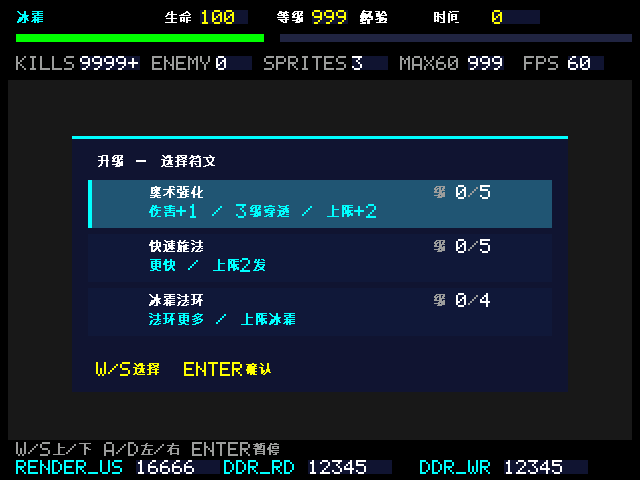 冰霜 生命 100 等级 999 经验 时间 0
KILLS 9999+ ENEMY 0 SPRITES 3 MAX60 999 FPS 60
升级 — 选择符文
奥术强化 级 0/5
伤害+1 / 3级穿透 / 上限+2
快速施法 级 0/5
更快 / 上限2发
冰霜法环 级 0/4
法环更多 / 上限冰霜
W/S选择 ENTER确认
W/S上/下 A/D左/右 ENTER暂停
RENDER_US 16666 DDR_RD 12345 DDR_WR 12345